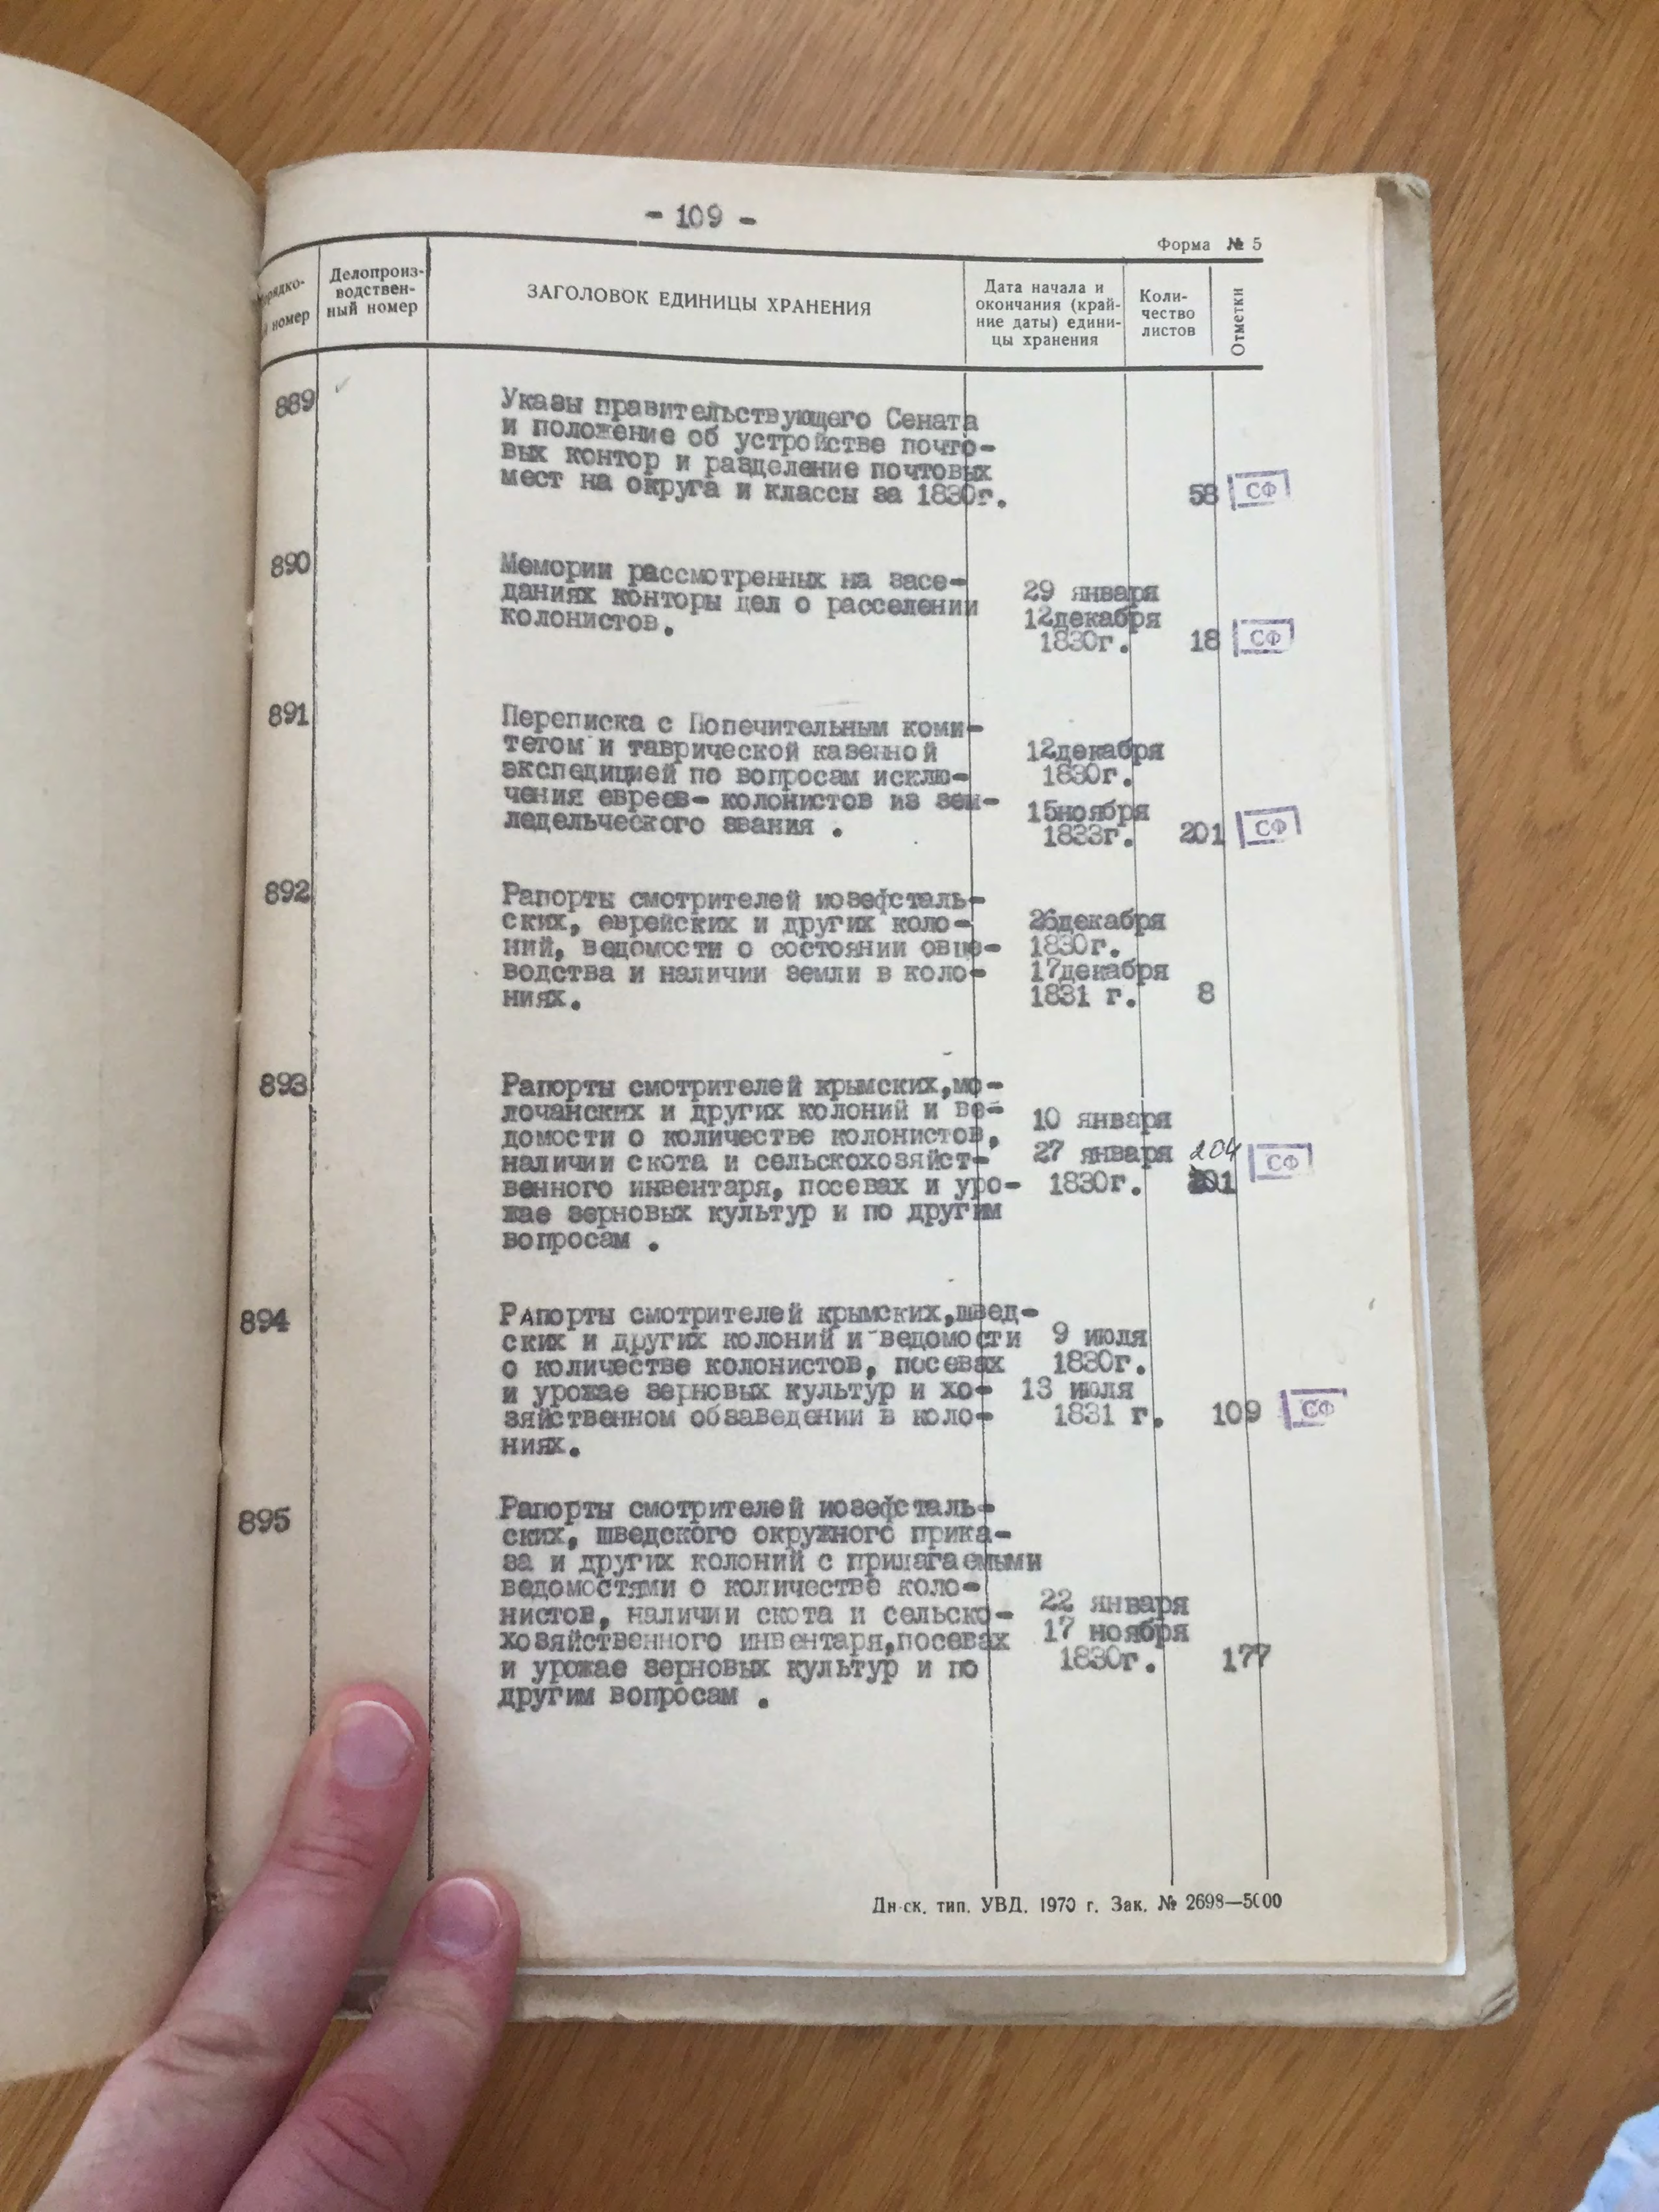 - 109 -
Форма № 5
Делопроиз-
водствен-
ный номер
номер
ЗАГОЛОВОК ЕДИНИЦЫ ХРАНЕНИЯ
Дата начала и
окончания (край-
ние даты) едини-
цы хранения
Коли-
чество
листов
Отметки
889
Указы правительствующего Сената
и положение об устройстве почто-
вых контор и разделение почтовых
мест на округа и классы за 1830г.
58
СФ
890
Мемории рассмотренных на засе-
даниях конторы дел о расселении
колонистов.
29 января
12декабря
1830г.
18
СФ
891
Переписка с Попечительным коми-
тетом и таврической казенной
экспедицией по вопросам исклю-
чения евреев- колонистов из зем-
ледельческого звания .
12декабря
1830г.
15ноября
1833г.
201
СФ
892
Рапорты смотрителей иозефсталь-
ских, еврейских и других коло-
ний, ведомости о состоянии овце-
водства и наличии земли в коло-
ниях.
26декабря
1830г.
17декабря
1831 г.
8
893
Рапорты смотрителей крымских,мо-
лочанских и других колоний и ве-
домости о количестве колонистов,
наличии скота и сельскохозяйст-
венного инвентаря, посевах и уро-
жае зерновых культур и по другим
вопросам .
10 января
27 января
1830г.
204
201
СФ
894
РАпорты смотрителей крымских,швед-
ских и других колоний и ведомости
о количестве колонистов, посевах
и урожае зерновых культур и хо-
зяйственном обзаведении в коло-
ниях.
9 июля
1830г.
13 июля
1831 г.
109
СФ
895
Рапорты смотрителей иозефсталь-
ских, шведского окружного прика-
за и других колоний с прилагаемыми
ведомостями о количестве коло-
нистов, наличии скота и сельско-
хозяйственного инвентаря,посевах
и урожае зерновых культур и по
другим вопросам .
22 января
17 ноября
1830г.
177
Дн-ск. тип. УВД. 1970 г. Зак. № 2698—5000